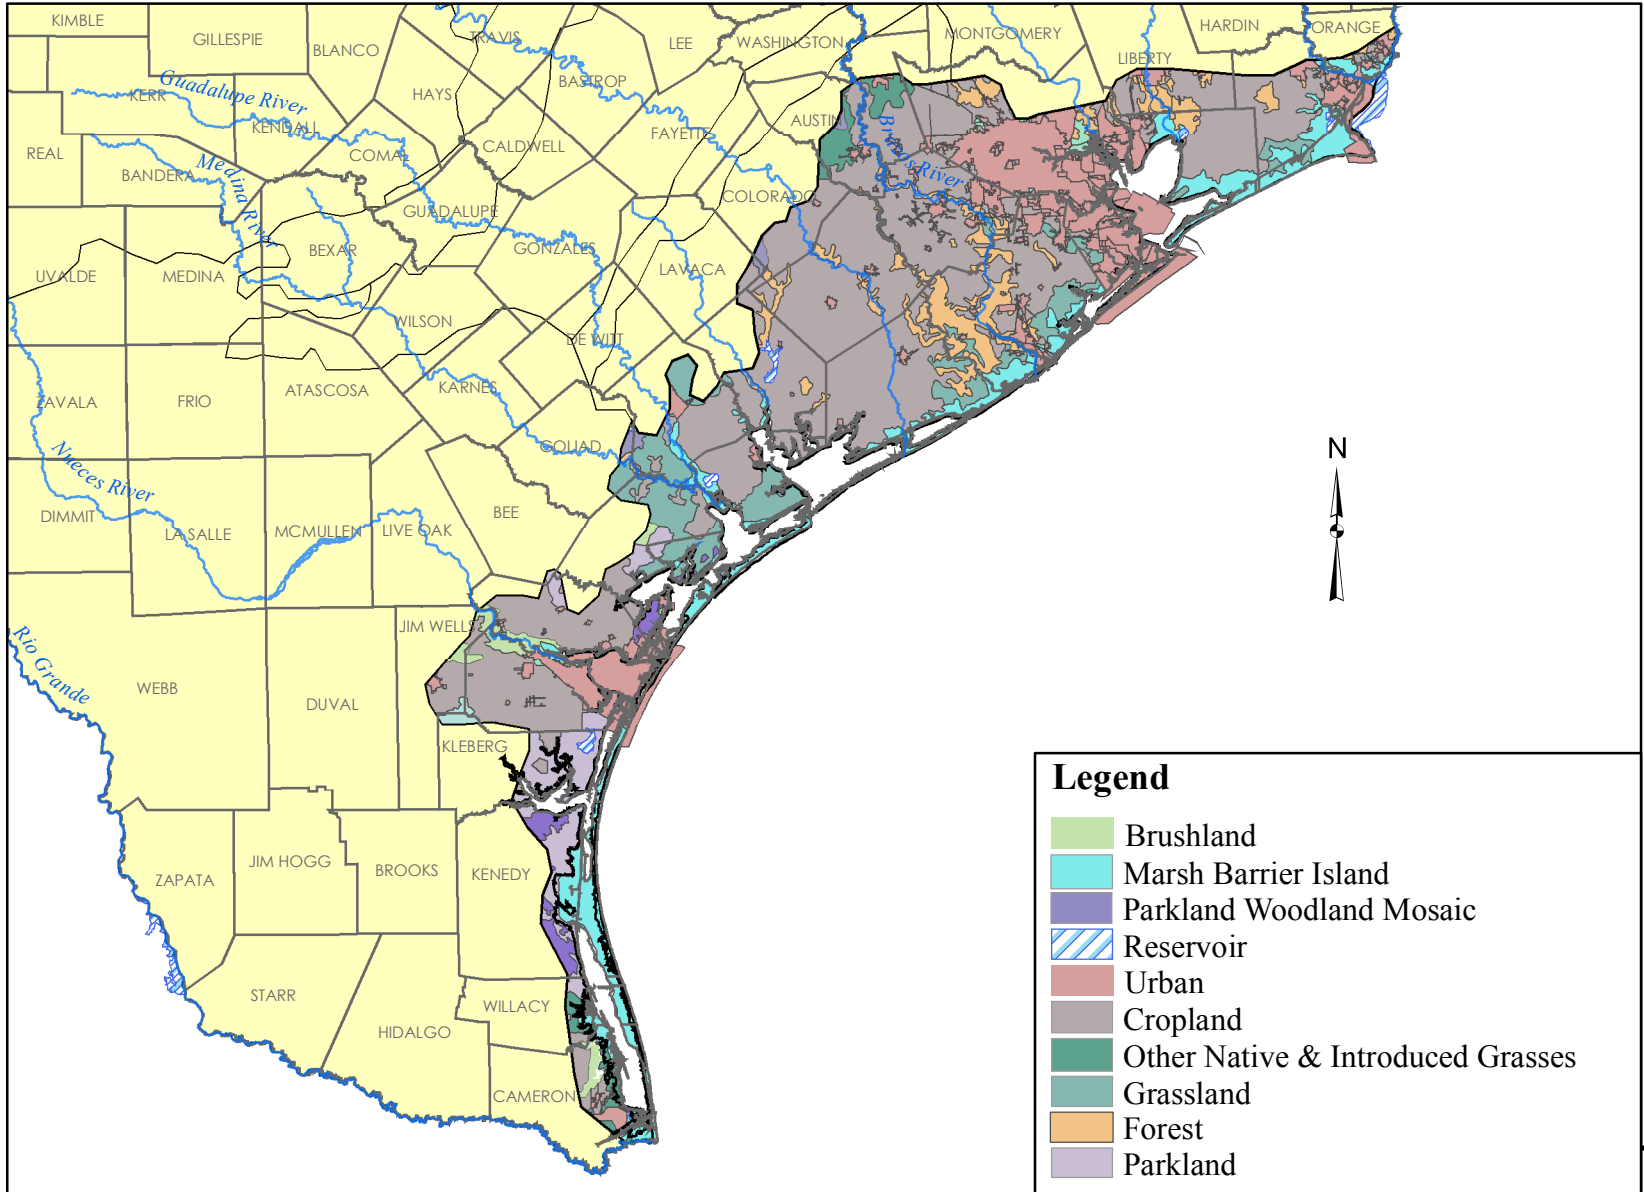 KIMBLE
GILLESPIE
BLANCO
TRAVIS
LEE
WASHINGTON
MONTGOMERY
HARDIN
ORANGE
LIBERTY
KERR
Guadalupe River
HAYS
BASTROP
AUSTIN
REAL
KENDALL
COMAL
CALDWELL
FAYETTE
Brazos River
BANDERA
Medina River
GUADALUPE
COLORADO
UVALDE
MEDINA
BEXAR
GONZALES
LAVACA
WILSON
DE WITT
ZAVALA
FRIO
ATASCOSA
KARNES
GOLIAD
Nueces River
DIMMIT
LA SALLE
MCMULLEN
LIVE OAK
BEE
N
Rio Grande
JIM WELLS
WEBB
DUVAL
KLEBERG
ZAPATA
JIM HOGG
BROOKS
KENEDY
STARR
HIDALGO
WILLACY
CAMERON
Legend
Brushland
Marsh Barrier Island
Parkland Woodland Mosaic
Reservoir
Urban
Cropland
Other Native & Introduced Grasses
Grassland
Forest
Parkland